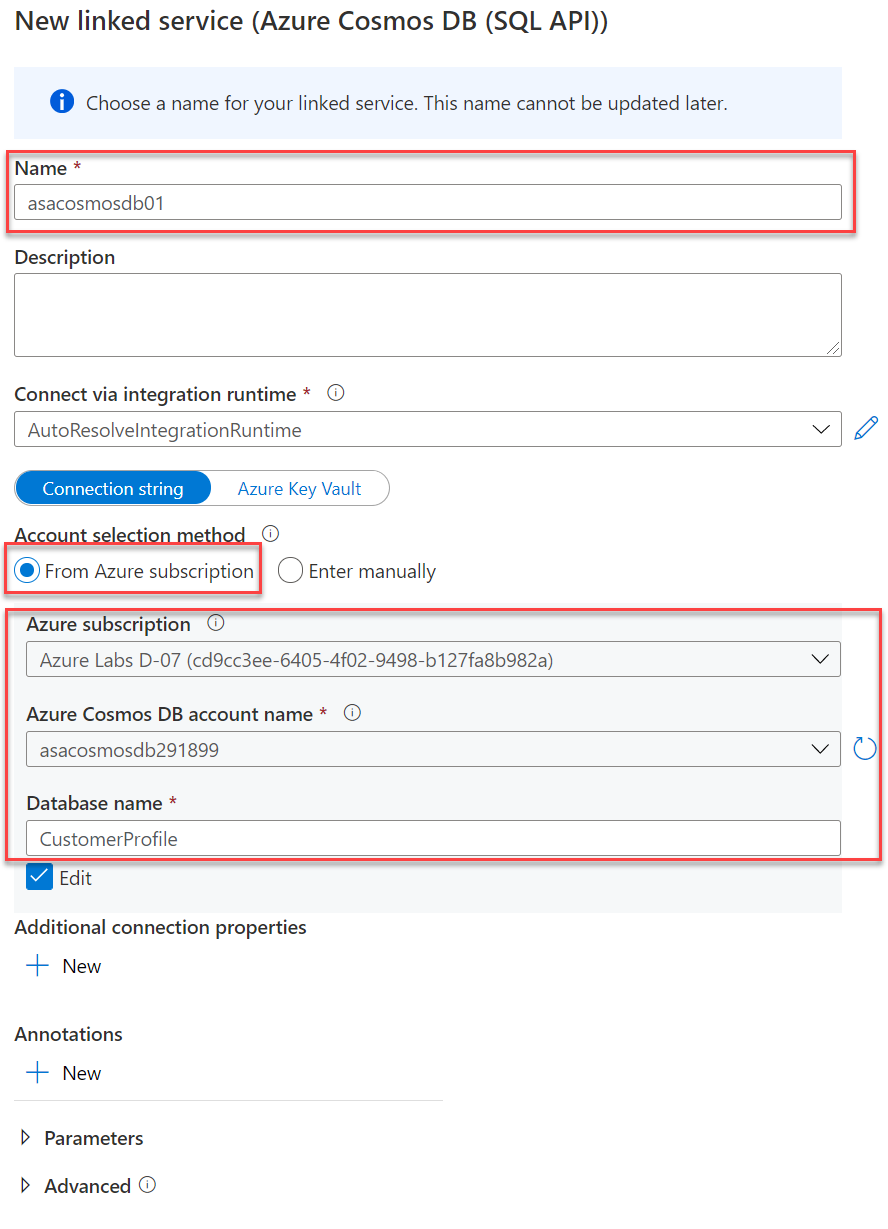 New linked service (Azure Cosmos DB (SQL API))
Choose a name for your linked service. This name cannot be updated later.
Name *
asacosmosdb01
Description
Connect via integration runtime *
AutoResolveIntegrationRuntime
Connection string Azure Key Vault
Account selection method
From Azure subscription Enter manually
Azure subscription
Azure Labs D-07 (cd9cc3ee-6405-4f02-9498-b127fa8b982a)
Azure Cosmos DB account name *
asacosmosdb291899
Database name *
CustomerProfile
Edit
Additional connection properties
New
Annotations
New
Parameters
Advanced